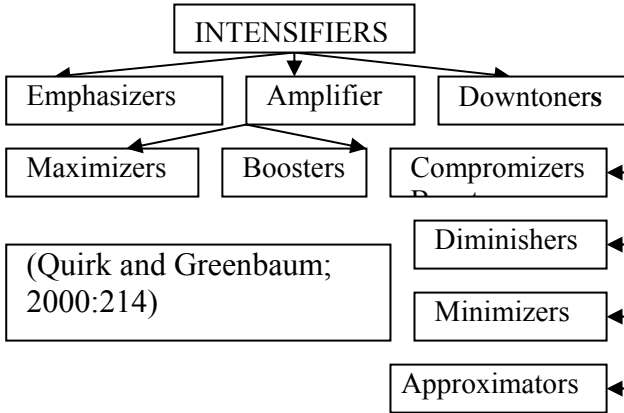 INTENSIFIERS
Emphasizers
Amplifier
Downtoners
Maximizers
Boosters
Compromizers
Diminishers
(Quirk and Greenbaum;
2000:214)
Minimizers
Approximators